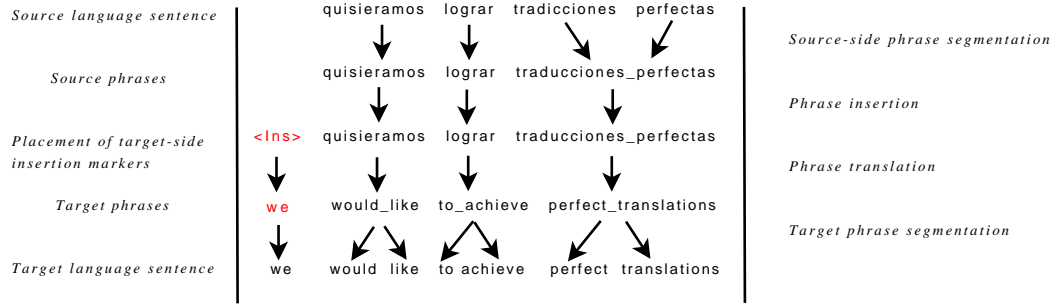 Source language sentence quisieramos lograr tradicciones perfectas
Source-side phrase segmentation
Source phrases quisieramos lograr traducciones_perfectas
Phrase insertion
Placement of target-side <Ins> quisieramos lograr traducciones_perfectas
insertion markers
Phrase translation
Target phrases we would_like to_achieve perfect_translations
Target phrase segmentation
Target language sentence we would like to achieve perfect translations